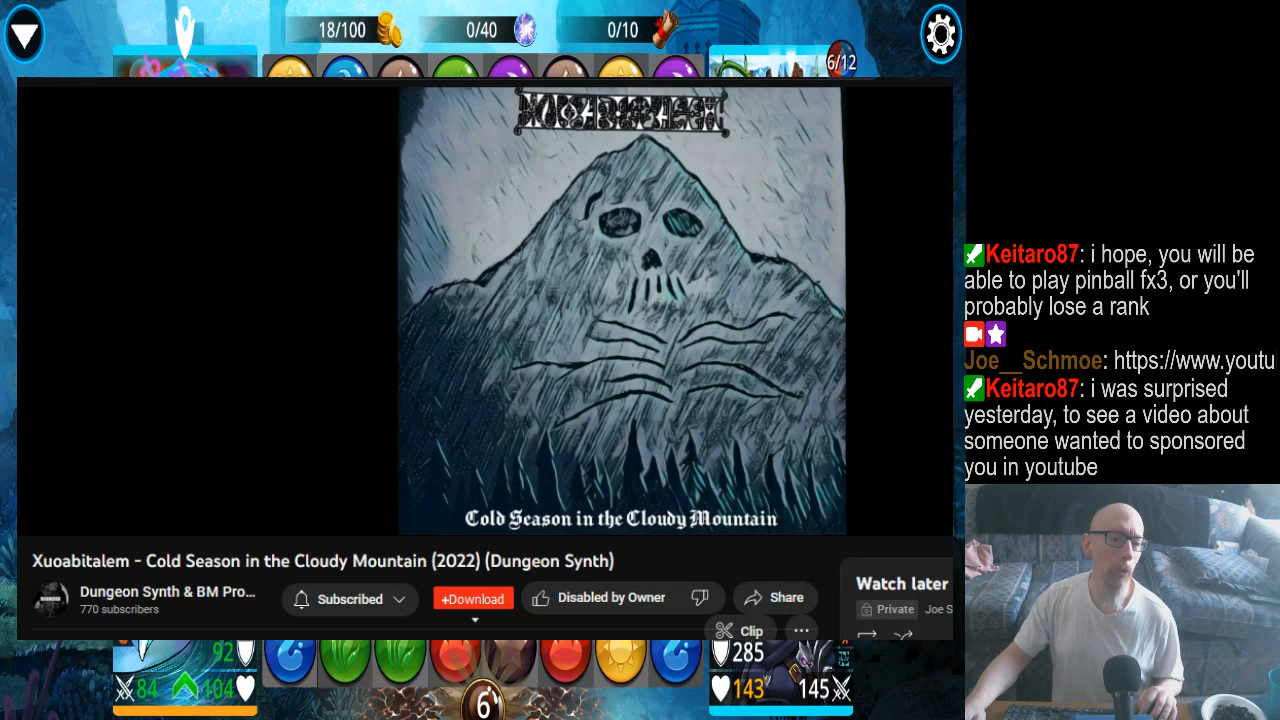 18/100
0/40
0/10
6/12
Cold Season in the Cloudy Mountain
Xuoabitalem - Cold Season in the Cloudy Mountain (2022) (Dungeon Synth)
Dungeon Synth & BM Pro...
770 subscribers
Subscribed
+Download
Disabled by Owner
Share
Clip
Watch later
Private
Joe S
92
84
104
6
285
143
145
Keitaro87: i hope, you will be
able to play pinball fx3, or you'll
probably lose a rank
Joe__Schmoe: https://www.youtu
Keitaro87: i was surprised
yesterday, to see a video about
someone wanted to sponsored
you in youtube